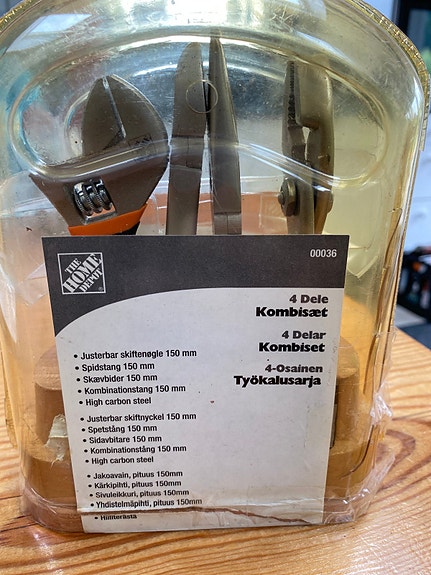 THE
HOME
DEPOT
00036
4 Dele
Kombisæt
4 Delar
Kombiset
4-Osainen
Työkalusarja
• Justerbar skiftenøgle 150 mm
• Spidstang 150 mm
• Skævbider 150 mm
• Kombinationstang 150 mm
• High carbon steel
• Justerbar skiftnyckel 150 mm
• Spetstång 150 mm
• Sidavbitare 150 mm
• Kombinationstång 150 mm
• High carbon steel
• Jakoavain, pituus 150mm
• Kärkipihti, pituus 150mm
• Sivuleikkuri, pituus 150mm
• Yhdistelmäpihti, pituus 150mm
• Hiiliterästä